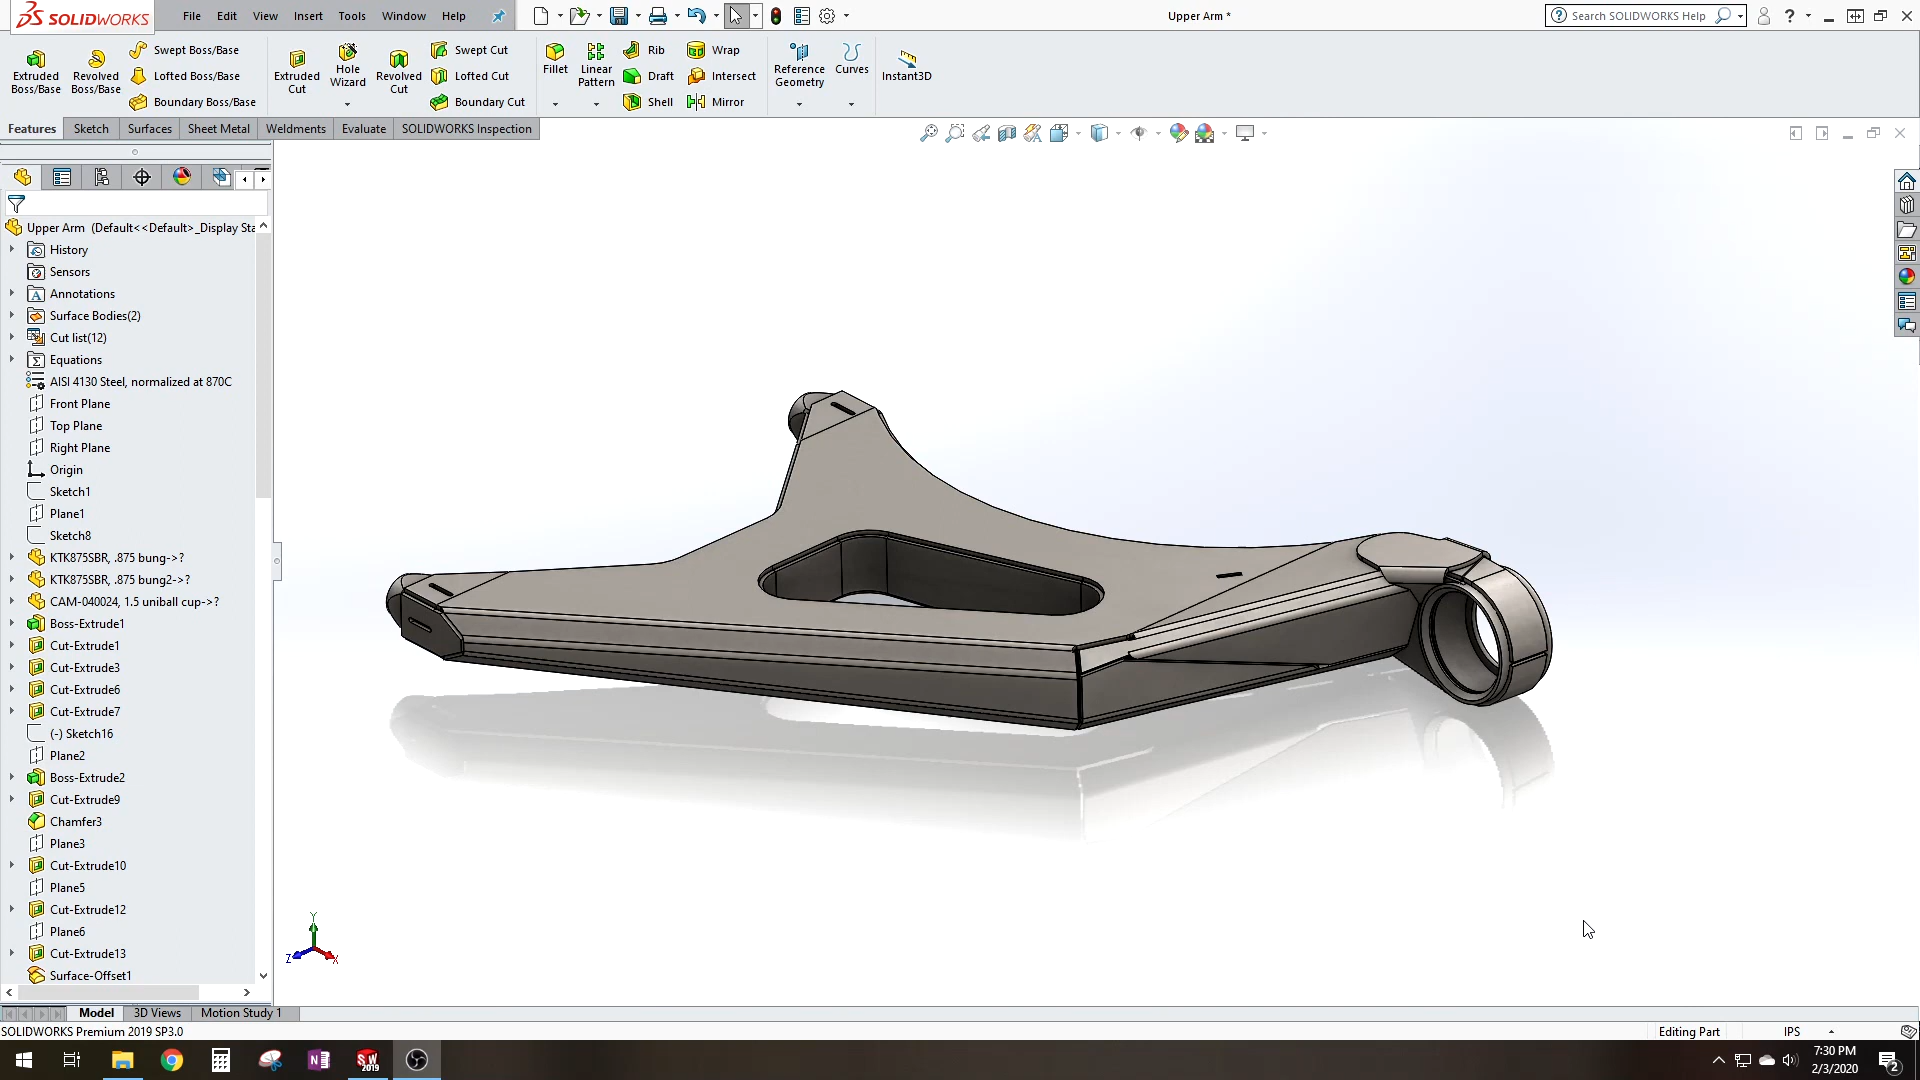 SOLIDWORKS
File Edit View Insert Tools Window Help
Upper Arm *
Search SOLIDWORKS Help
Extruded Boss/Base
Revolved Boss/Base
Swept Boss/Base
Lofted Boss/Base
Boundary Boss/Base
Extruded Cut
Hole Wizard
Revolved Cut
Swept Cut
Lofted Cut
Boundary Cut
Fillet
Linear Pattern
Rib
Draft
Shell
Wrap
Intersect
Mirror
Reference Geometry
Curves
Instant3D
Features Sketch Surfaces Sheet Metal Weldments Evaluate SOLIDWORKS Inspection
Upper Arm (Default<<Default>_Display Sta
History
Sensors
Annotations
Surface Bodies(2)
Cut list(12)
Equations
AISI 4130 Steel, normalized at 870C
Front Plane
Top Plane
Right Plane
Origin
Sketch1
Plane1
Sketch8
KTK875SBR, .875 bung->?
KTK875SBR, .875 bung2->?
CAM-040024, 1.5 uniball cup->?
Boss-Extrude1
Cut-Extrude1
Cut-Extrude3
Cut-Extrude6
Cut-Extrude7
(-) Sketch16
Plane2
Boss-Extrude2
Cut-Extrude9
Chamfer3
Plane3
Cut-Extrude10
Plane5
Cut-Extrude12
Plane6
Cut-Extrude13
Surface-Offset1
Y
Z
X
Model 3D Views Motion Study 1
SOLIDWORKS Premium 2019 SP3.0
Editing Part
IPS
SW 2019
7:30 PM
2/3/2020
2